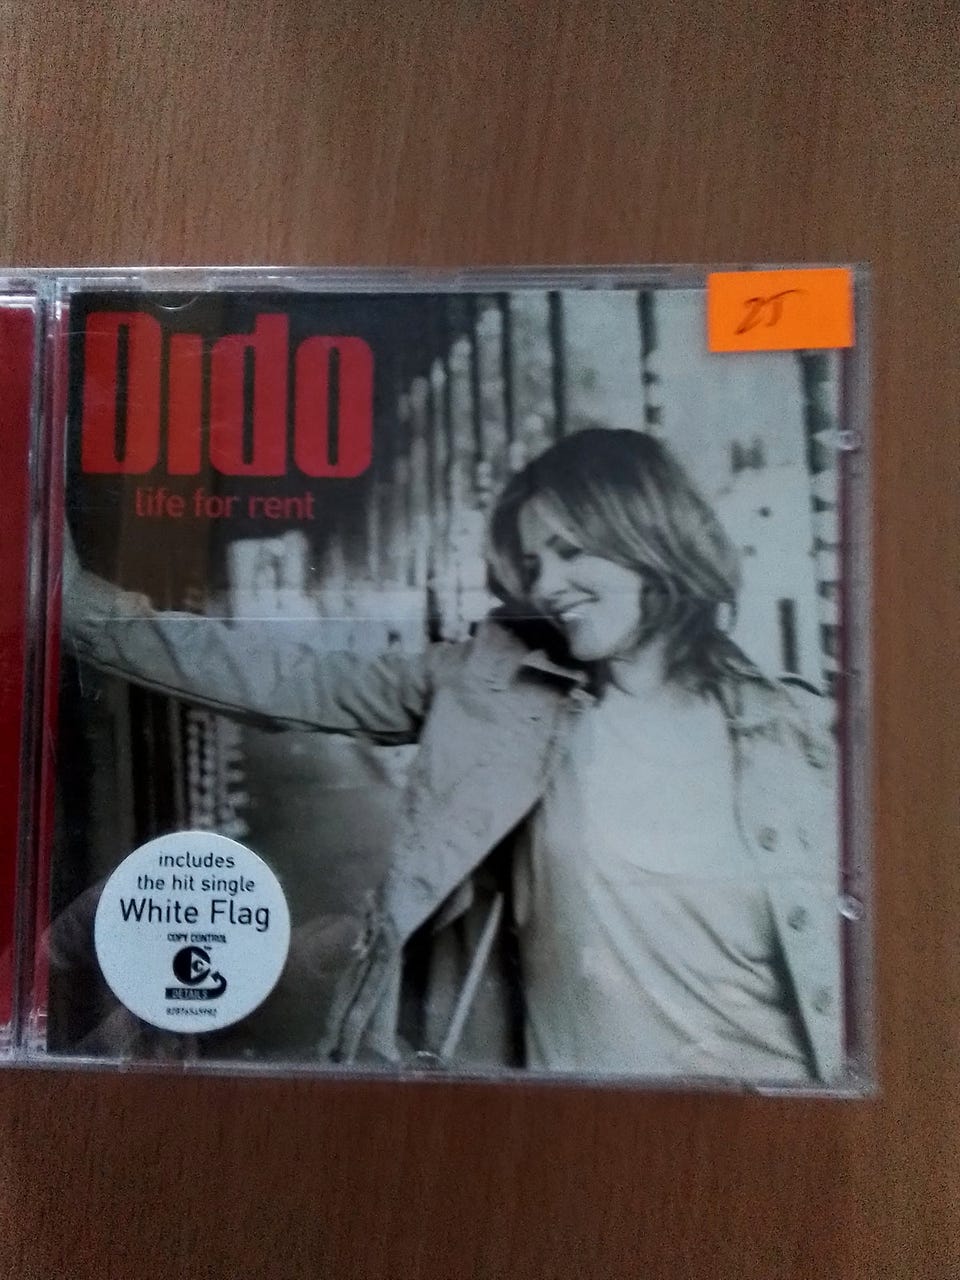 Dido
life for rent
25
includes
the hit single
White Flag
COPY CONTROL
C
DETAILS